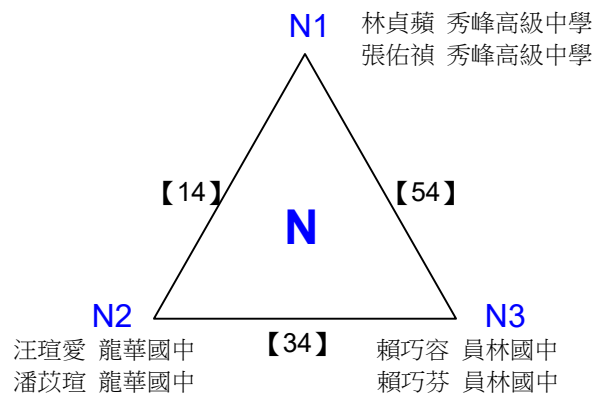 N1
林貞蘋 秀峰高級中學
張佑禎 秀峰高級中學
【14】
【54】
N
N2
N3
【34】
汪瑄愛 龍華國中
潘苡瑄 龍華國中
賴巧容 員林國中
賴巧芬 員林國中